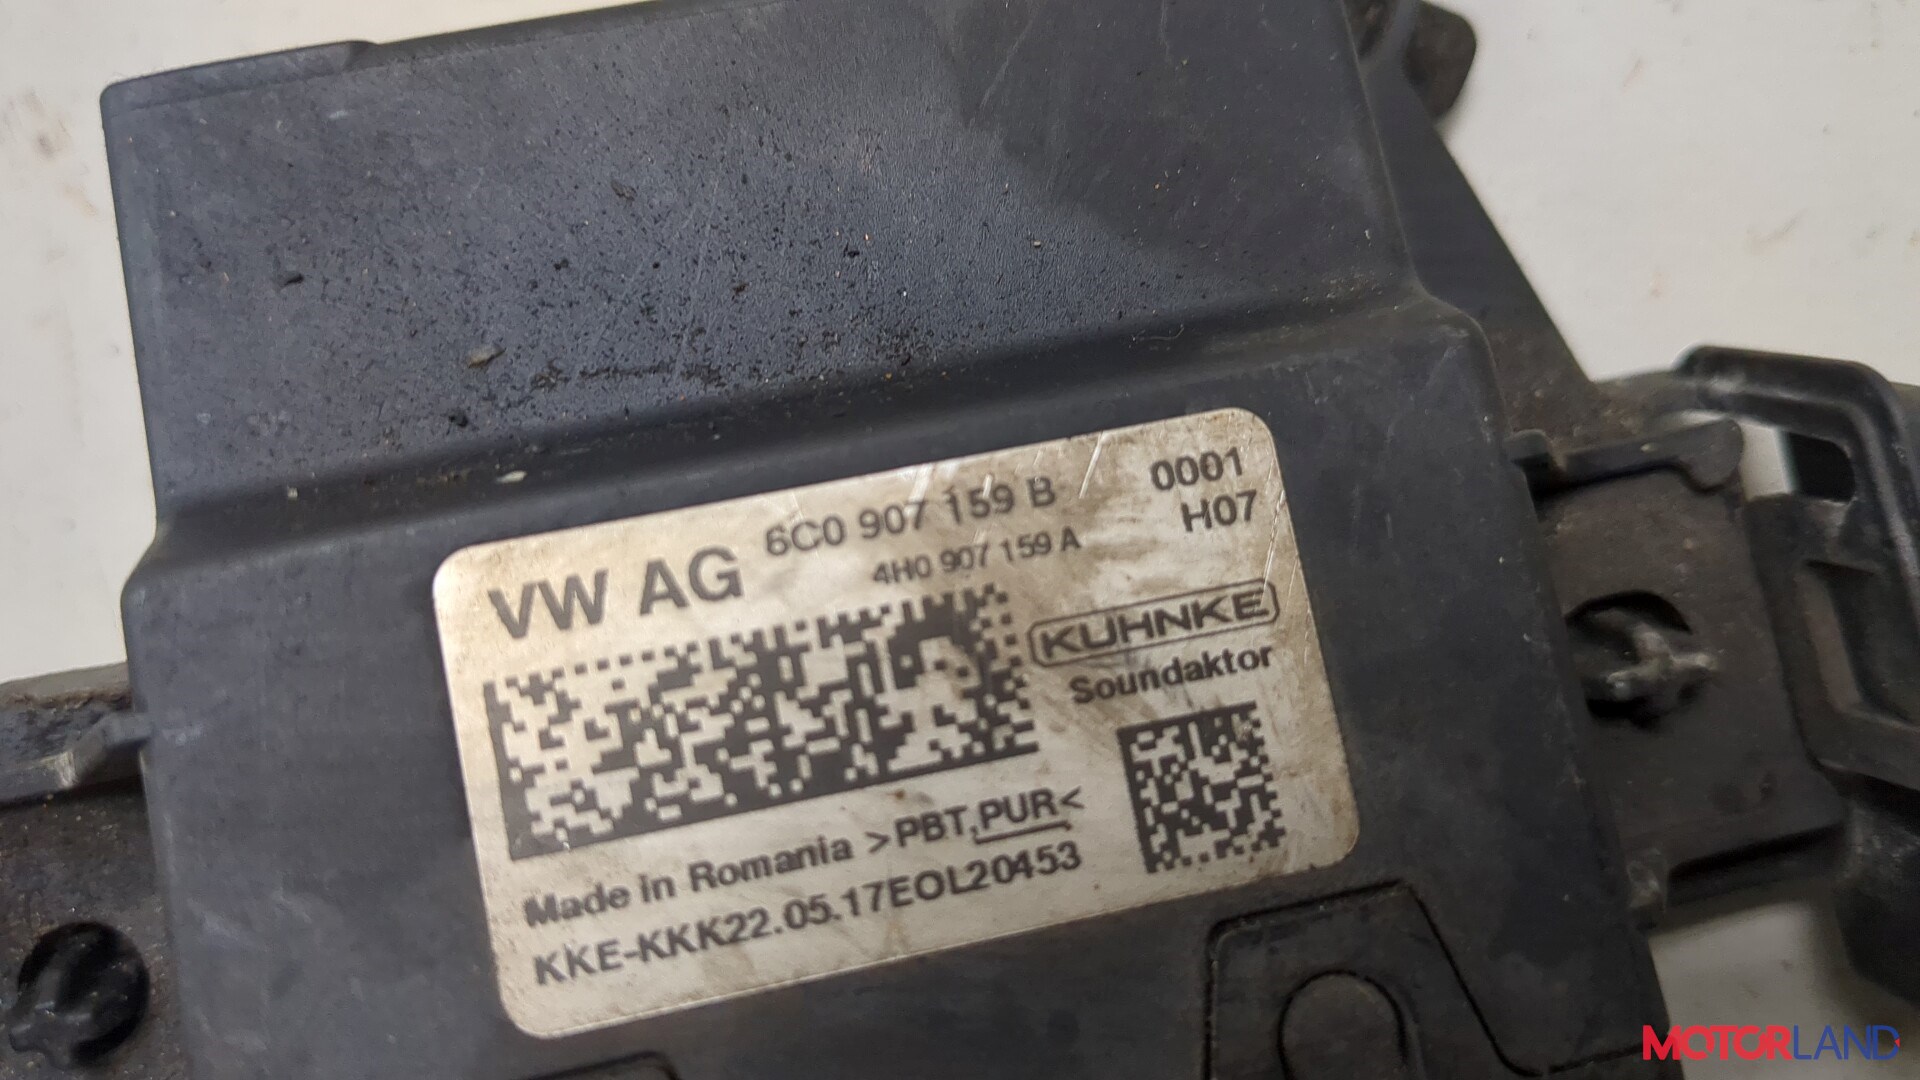 VW AG
6C0 907 159 B
0001
4H0 907 159 A
H07
KUHNKE
Soundaktor
Made in Romania >PBT,PUR<
KKE-KKK22.05.17EOL20453
MOTORLAND